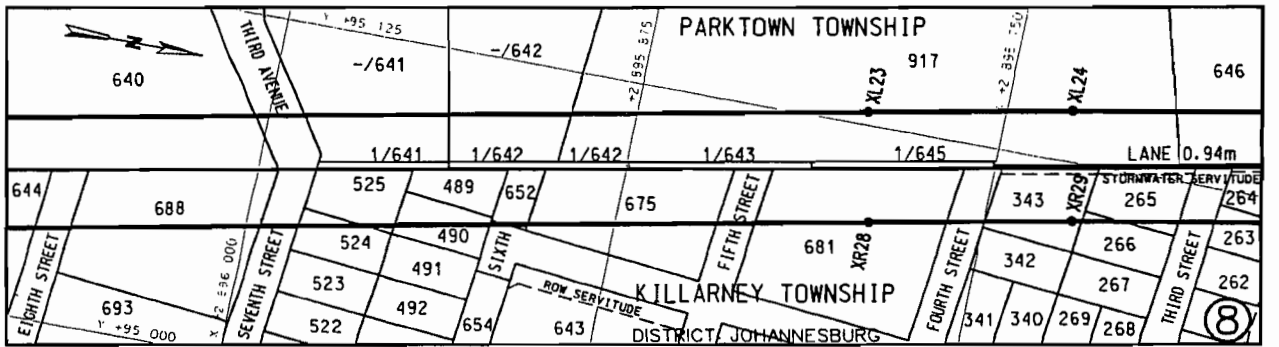 PARKTOWN TOWNSHIP
Y +95 125
N
THIRD AVENUE
640
-/641
-/642
+2 895 875
917
+2 895 750
646
XL23
XL24
1/641
1/642
1/642
1/643
1/645
LANE 0.94m
STORMWATER SERVITUDE
644
688
525
489
652
675
FIFTH STREET
343
XR29
265
264
EIGHTH STREET
X +2 896 000
SEVENTH STREET
524
490
SIXTH
681
XR28
FOURTH STREET
342
266
THIRD STREET
263
523
491
ROW SERVITUDE
KILLARNEY TOWNSHIP
267
262
693
Y +95 000
522
492
654
643
DISTRICT JOHANNESBURG
341
340
269
268
8